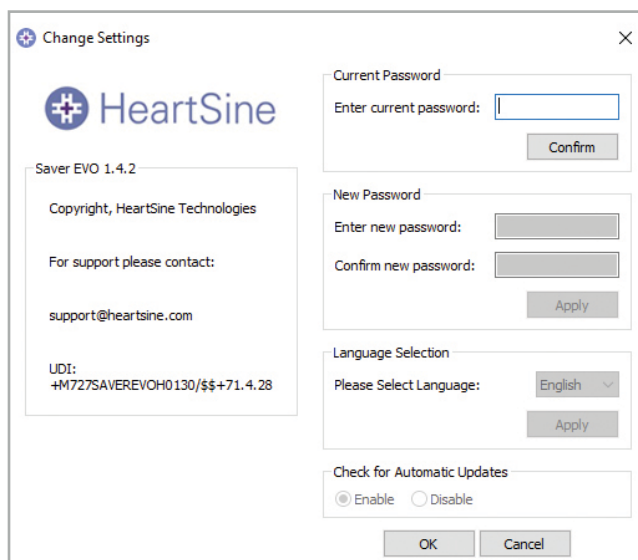 Change Settings
HeartSine
Saver EVO 1.4.2
Copyright, HeartSine Technologies
For support please contact:
support@heartsine.com
UDI:
+M727SAVEREVOH0130/$$+71.4.28
Current Password
Enter current password:
Confirm
New Password
Enter new password:
Confirm new password:
Apply
Language Selection
Please Select Language: English
Apply
Check for Automatic Updates
Enable Disable
OK Cancel